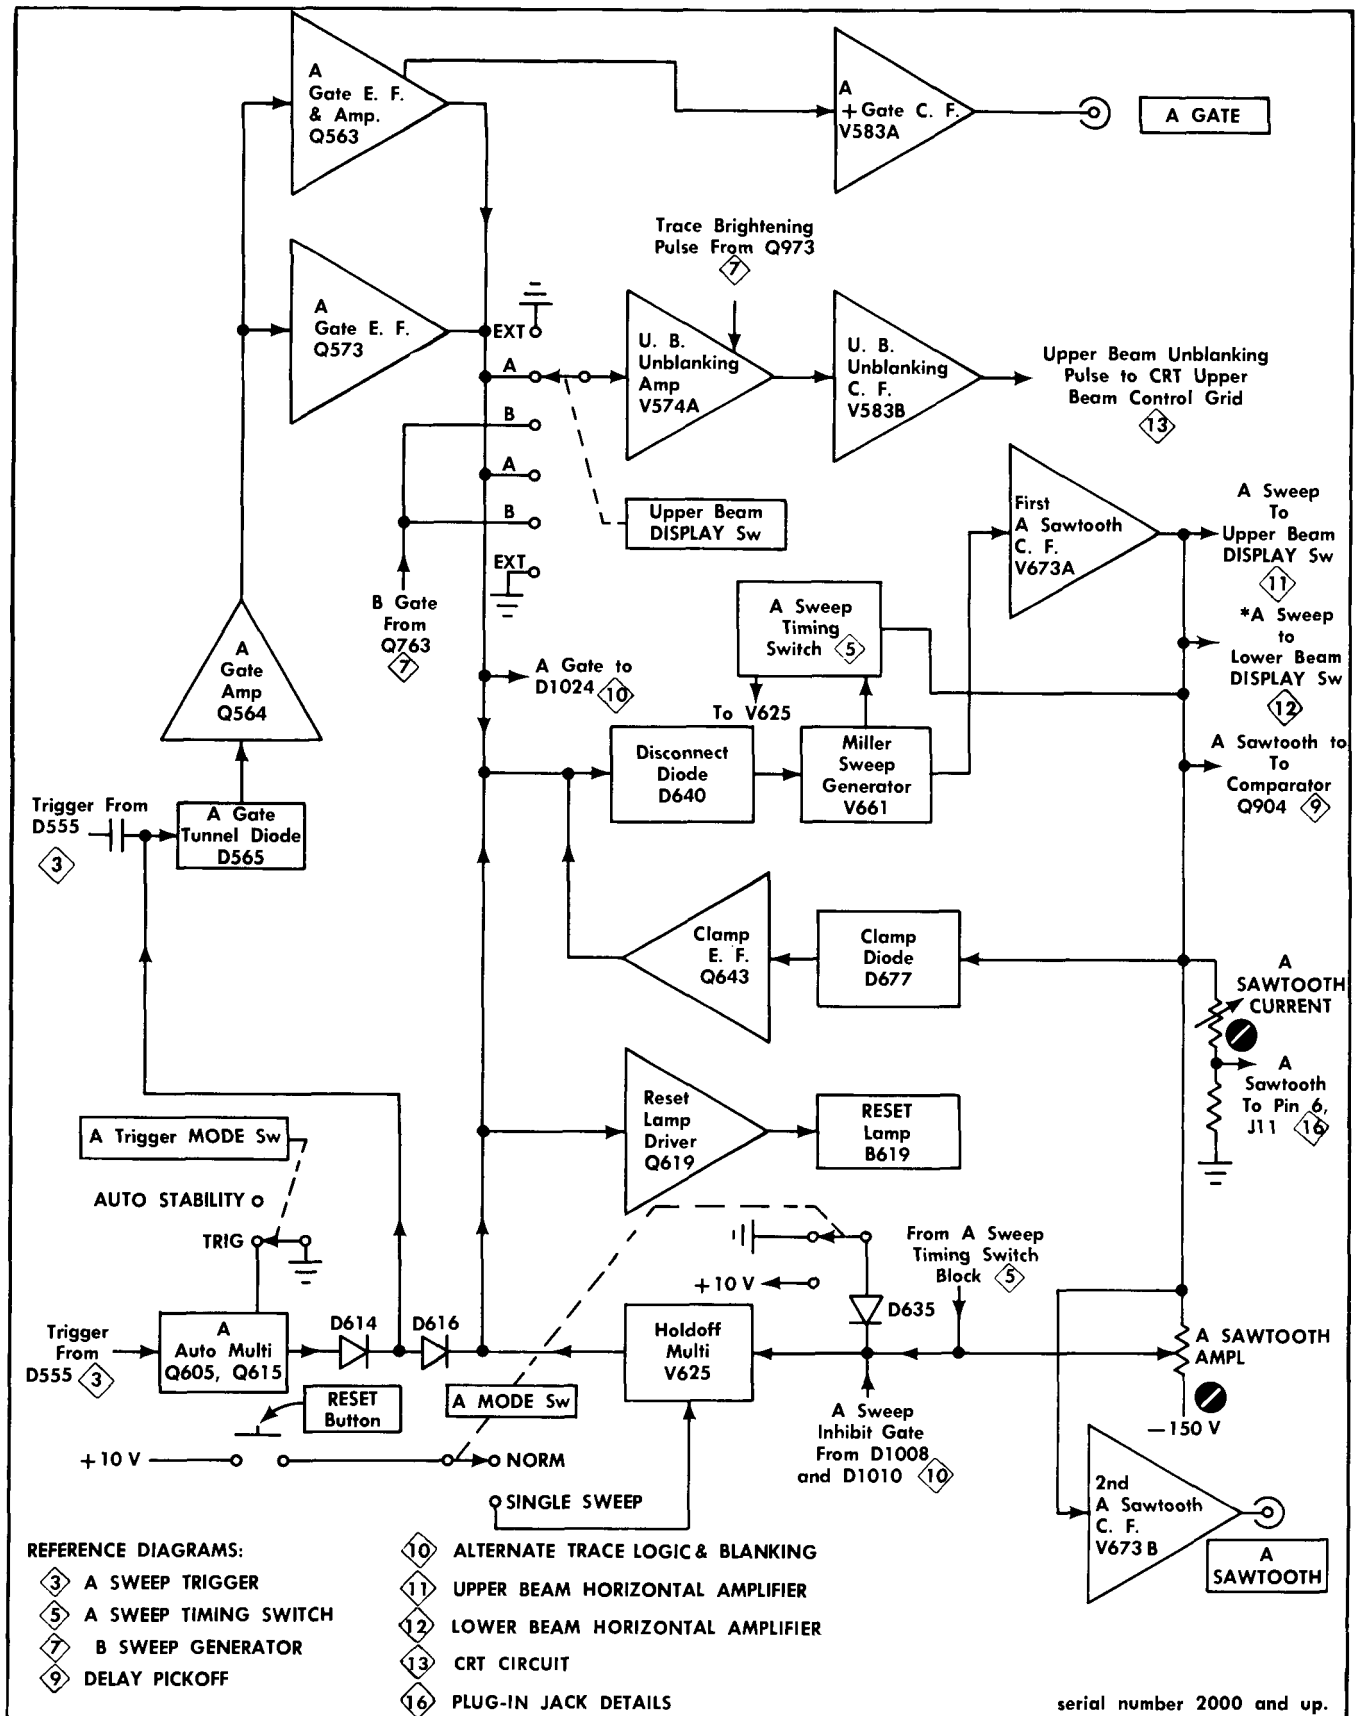 A
Gate E. F.
& Amp.
Q563
A
+Gate C. F.
V583A
A GATE
A
Gate E. F.
Q573
Trace Brightening
Pulse From Q973
7
EXT
A
B
A
B
EXT
U. B.
Unblanking
Amp
V574A
U. B.
Unblanking
C. F.
V583B
Upper Beam Unblanking
Pulse to CRT Upper
Beam Control Grid
13
Upper Beam
DISPLAY Sw
B Gate
From
Q763
7
First
A Sawtooth
C. F.
V673A
A Sweep
To
Upper Beam
DISPLAY Sw
11
*A Sweep
to
Lower Beam
DISPLAY Sw
12
A Sweep
Timing
Switch 5
A
Gate
Amp
Q564
A Gate to
D1024 10
To V625
Disconnect
Diode
D640
Miller
Sweep
Generator
V661
A Sawtooth to
To
Comparator
Q904 9
Trigger From
D555
3
A Gate
Tunnel Diode
D565
Clamp
E. F.
Q643
Clamp
Diode
D677
A
SAWTOOTH
CURRENT
A
Sawtooth
To Pin 6,
J11 16
A Trigger MODE Sw
Reset
Lamp
Driver
Q619
RESET
Lamp
B619
AUTO STABILITY
TRIG
+10 V
From A Sweep
Timing Switch
Block 5
D635
Trigger
From
D555 3
A
Auto Multi
Q605, Q615
D614
D616
Holdoff
Multi
V625
A SAWTOOTH
AMPL
—150 V
RESET
Button
A MODE Sw
A Sweep
Inhibit Gate
From D1008
and D1010 10
+10 V
NORM
SINGLE SWEEP
2nd
A Sawtooth
C. F.
V673B
A
SAWTOOTH
REFERENCE DIAGRAMS:
3 A SWEEP TRIGGER
5 A SWEEP TIMING SWITCH
7 B SWEEP GENERATOR
9 DELAY PICKOFF
10 ALTERNATE TRACE LOGIC & BLANKING
11 UPPER BEAM HORIZONTAL AMPLIFIER
12 LOWER BEAM HORIZONTAL AMPLIFIER
13 CRT CIRCUIT
16 PLUG-IN JACK DETAILS
serial number 2000 and up.